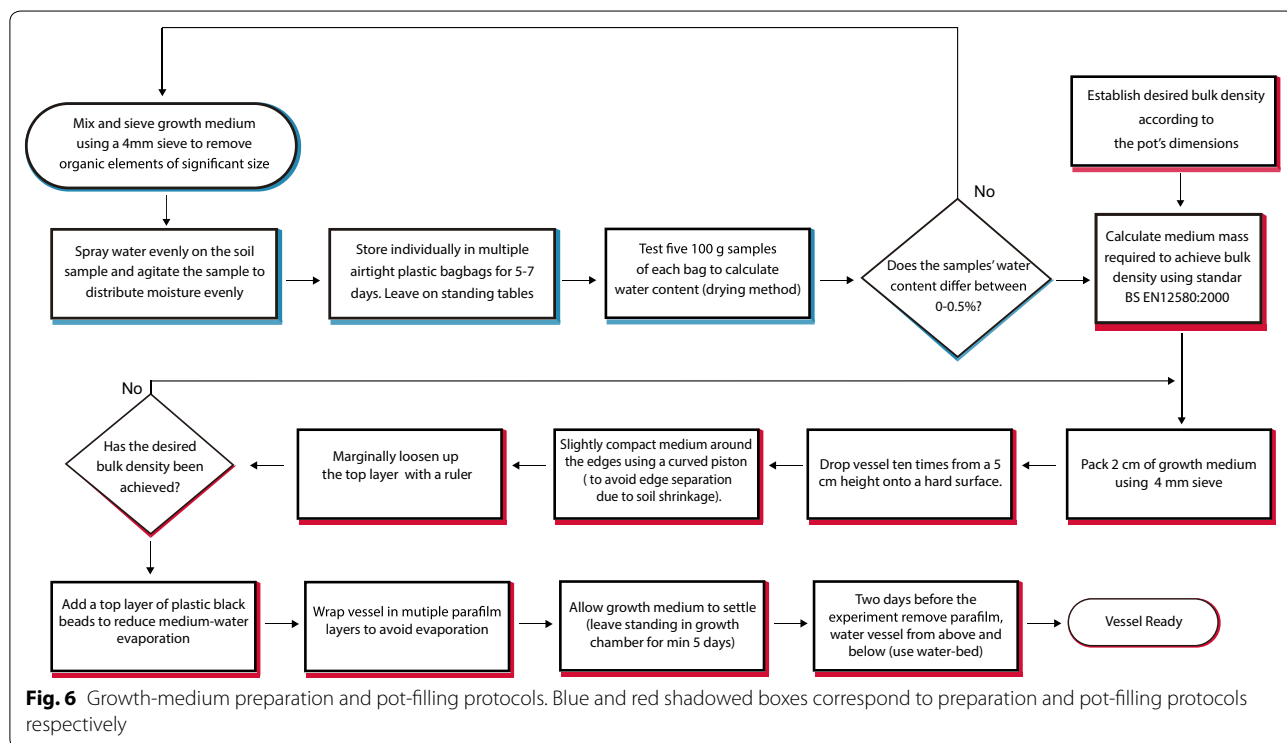 Mix and sieve growth medium
using a 4mm sieve to remove
organic elements of significant size
Establish desired bulk density
according to
the pot's dimensions
No
Spray water evenly on the soil
sample and agitate the sample to
distribute moisture evenly
Store individually in multiple
airtight plastic bagbags for 5-7
days. Leave on standing tables
Test five 100 g samples
of each bag to calculate
water content (drying method)
Does the samples' water
content differ between
0-0.5%?
Calculate medium mass
required to achieve bulk
density using standar
BS EN12580:2000
No
Has the desired
bulk density been
achieved?
Marginally loosen up
the top layer with a ruler
Slightly compact medium around
the edges using a curved piston
( to avoid edge separation
due to soil shrinkage).
Drop vessel ten times from a 5
cm height onto a hard surface.
Pack 2 cm of growth medium
using 4 mm sieve
Add a top layer of plastic black
beads to reduce medium-water
evaporation
Wrap vessel in mutiple parafilm
layers to avoid evaporation
Allow growth medium to settle
(leave standing in growth
chamber for min 5 days)
Two days before the
experiment remove parafilm,
water vessel from above and
below (use water-bed)
Vessel Ready
Fig. 6 Growth-medium preparation and pot-filling protocols. Blue and red shadowed boxes correspond to preparation and pot-filling protocols
respectively